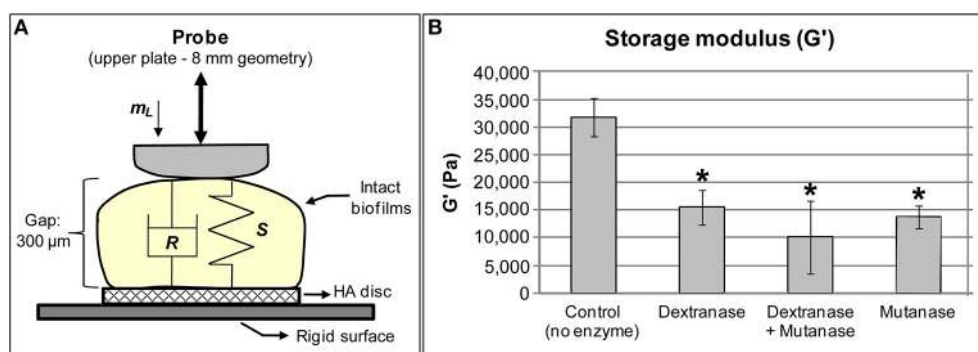 A
Probe
(upper plate - 8 mm geometry)
mL
Intact
biofilms
Gap:
300 µm
R
S
HA disc
Rigid surface
B
Storage modulus (G')
G' (Pa)
40,000
35,000
30,000
25,000
20,000
15,000
10,000
5,000
0
*
*
*
Control
(no enzyme)
Dextranase
Dextranase
+ Mutanase
Mutanase